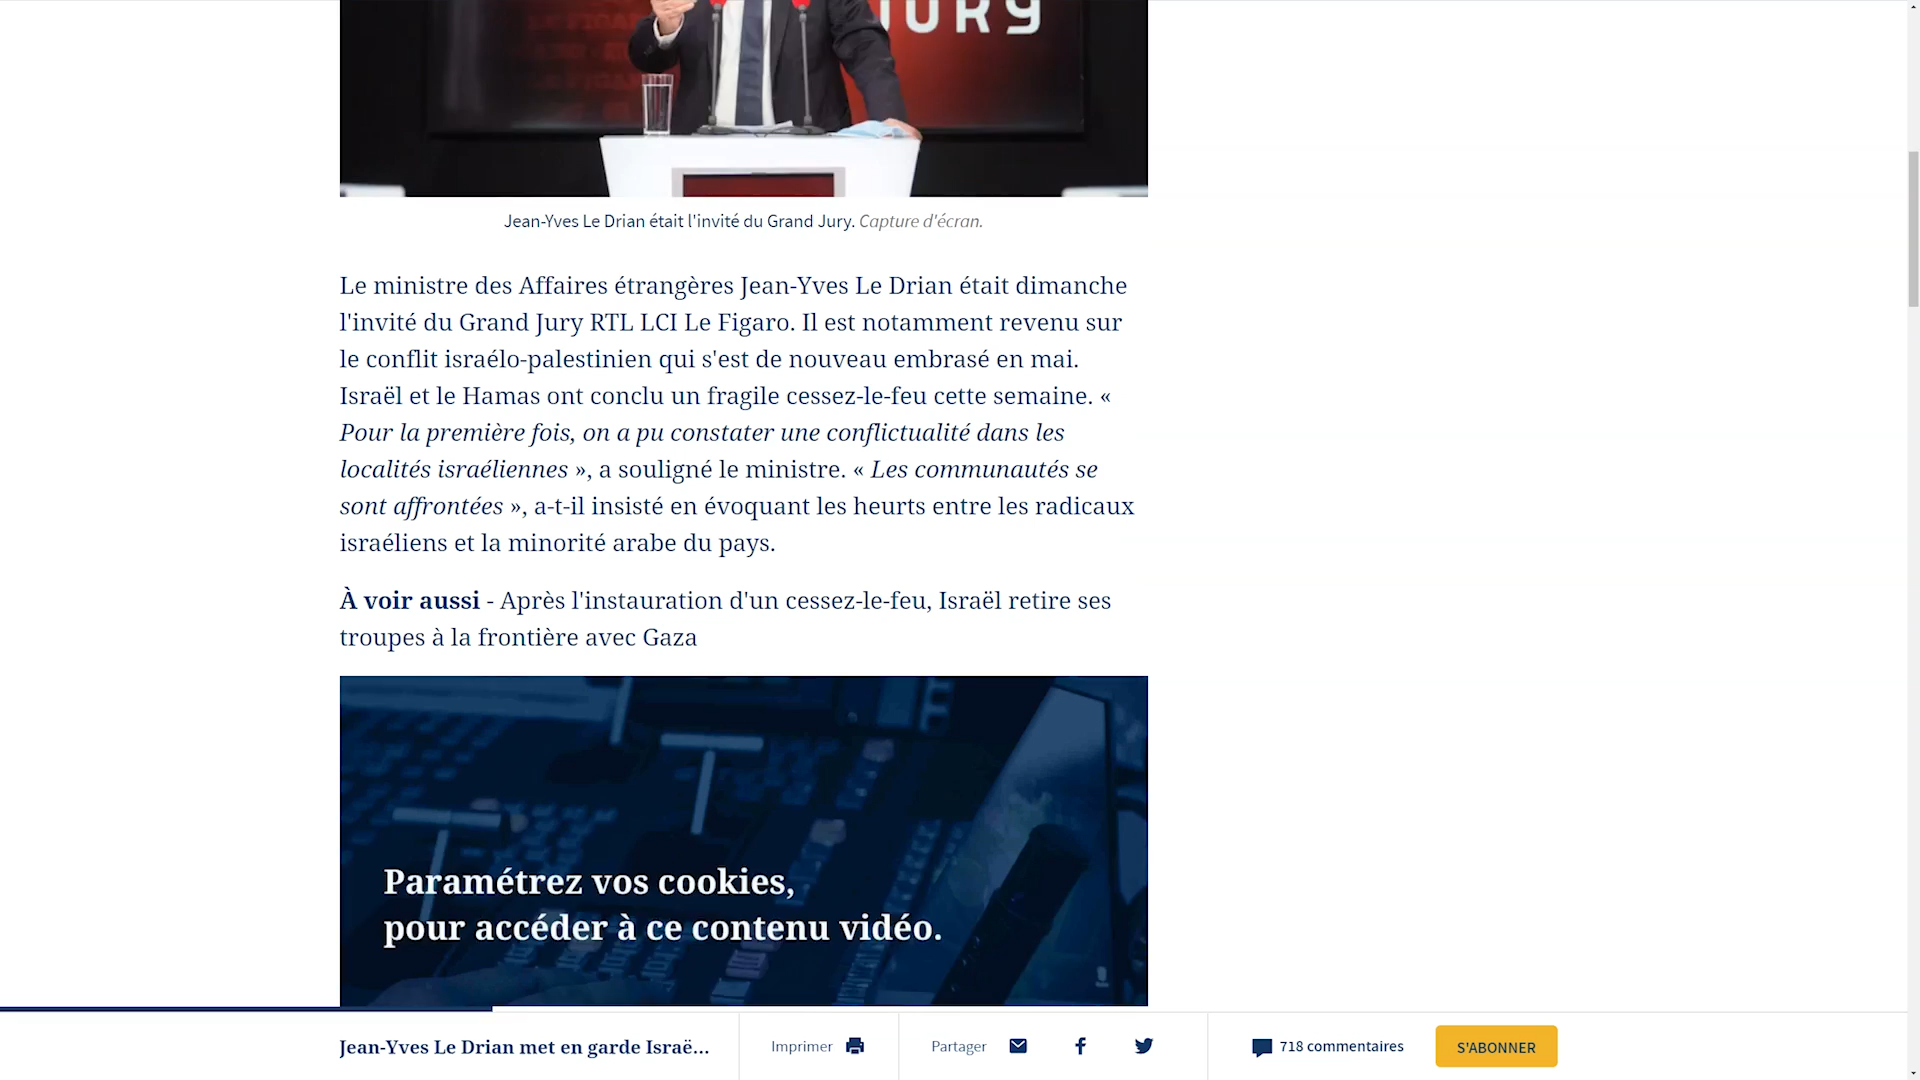 JURY
Jean-Yves Le Drian était l'invité du Grand Jury. Capture d'écran.
Le ministre des Affaires étrangères Jean-Yves Le Drian était dimanche
l'invité du Grand Jury RTL LCI Le Figaro. Il est notamment revenu sur
le conflit israélo-palestinien qui s'est de nouveau embrasé en mai.
Israël et le Hamas ont conclu un fragile cessez-le-feu cette semaine. «
Pour la première fois, on a pu constater une conflictualité dans les
localités israéliennes », a souligné le ministre. « Les communautés se
sont affrontées », a-t-il insisté en évoquant les heurts entre les radicaux
israéliens et la minorité arabe du pays.
À voir aussi - Après l'instauration d'un cessez-le-feu, Israël retire ses
troupes à la frontière avec Gaza
Paramétrez vos cookies,
pour accéder à ce contenu vidéo.
Jean-Yves Le Drian met en garde Israë...
Imprimer
Partager
718 commentaires
S'ABONNER